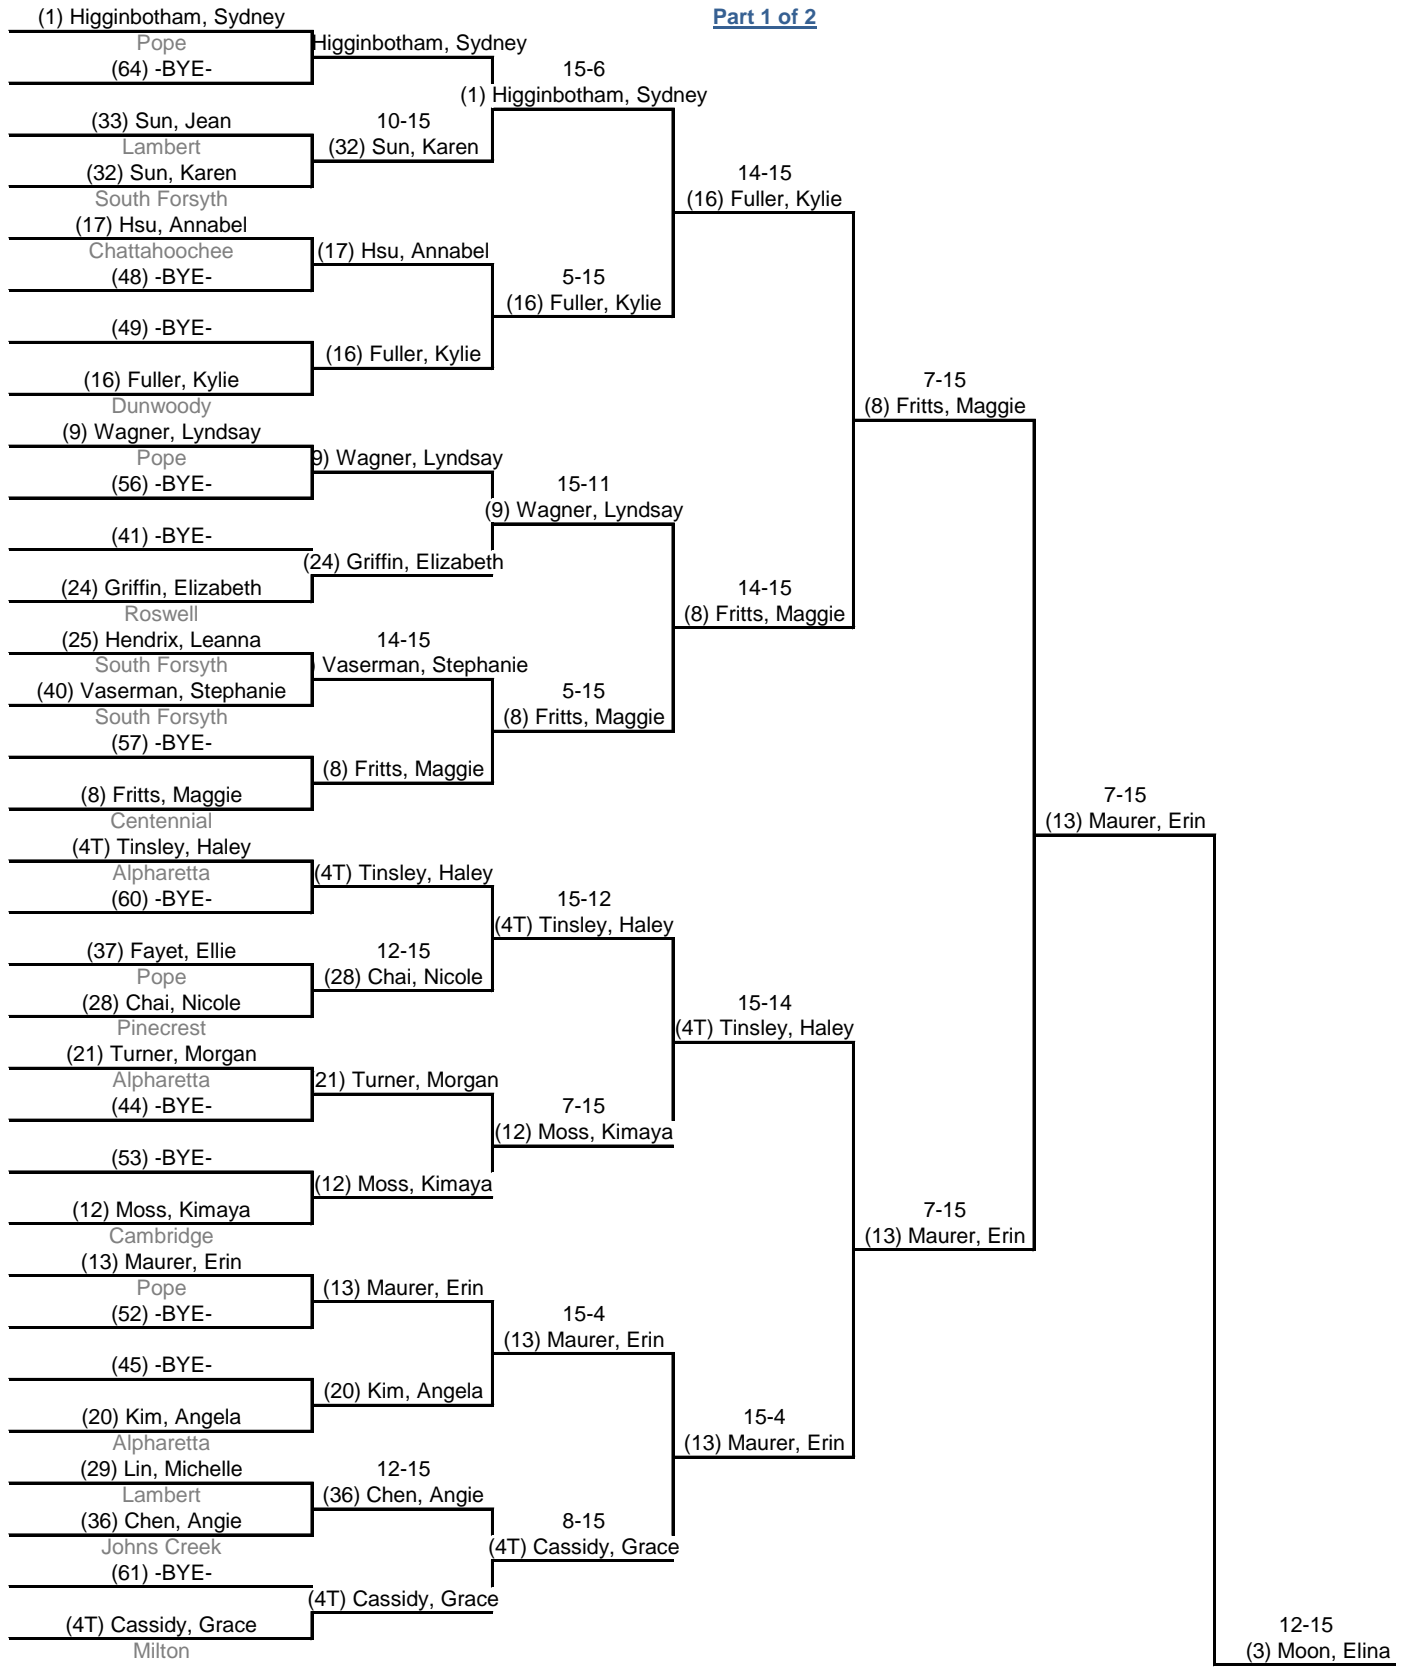 Part 1 of 2
(1) Higginbotham, Sydney
Pope
(64) -BYE-
(33) Sun, Jean
Lambert
(32) Sun, Karen
South Forsyth
(17) Hsu, Annabel
Chattahoochee
(48) -BYE-
(49) -BYE-
(16) Fuller, Kylie
Dunwoody
(9) Wagner, Lyndsay
Pope
(56) -BYE-
(41) -BYE-
(24) Griffin, Elizabeth
Roswell
(25) Hendrix, Leanna
South Forsyth
(40) Vaserman, Stephanie
South Forsyth
(57) -BYE-
(8) Fritts, Maggie
Centennial
(4T) Tinsley, Haley
Alpharetta
(60) -BYE-
(37) Fayet, Ellie
Pope
(28) Chai, Nicole
Pinecrest
(21) Turner, Morgan
Alpharetta
(44) -BYE-
(53) -BYE-
(12) Moss, Kimaya
Cambridge
(13) Maurer, Erin
Pope
(52) -BYE-
(45) -BYE-
(20) Kim, Angela
Alpharetta
(29) Lin, Michelle
Lambert
(36) Chen, Angie
Johns Creek
(61) -BYE-
(4T) Cassidy, Grace
Milton
Higginbotham, Sydney
10-15
(32) Sun, Karen
(17) Hsu, Annabel
(16) Fuller, Kylie
9) Wagner, Lyndsay
(24) Griffin, Elizabeth
14-15
) Vaserman, Stephanie
(8) Fritts, Maggie
(4T) Tinsley, Haley
12-15
(28) Chai, Nicole
21) Turner, Morgan
(12) Moss, Kimaya
(13) Maurer, Erin
(20) Kim, Angela
12-15
(36) Chen, Angie
(4T) Cassidy, Grace
15-6
(1) Higginbotham, Sydney
5-15
(16) Fuller, Kylie
15-11
(9) Wagner, Lyndsay
5-15
(8) Fritts, Maggie
15-12
(4T) Tinsley, Haley
7-15
(12) Moss, Kimaya
15-4
(13) Maurer, Erin
8-15
(4T) Cassidy, Grace
14-15
(16) Fuller, Kylie
14-15
(8) Fritts, Maggie
15-14
(4T) Tinsley, Haley
15-4
(13) Maurer, Erin
7-15
(8) Fritts, Maggie
7-15
(13) Maurer, Erin
7-15
(13) Maurer, Erin
12-15
(3) Moon, Elina